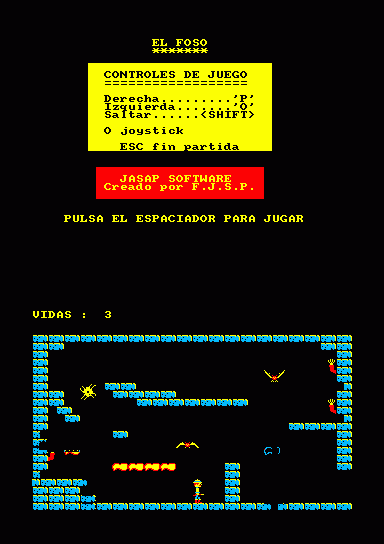 EL FOSO
*******
CONTROLES DE JUEGO
==================
Derecha.........'P'
Izquierda.......'O'
Saltar......<SHIFT>
O joystick
ESC fin partida
JASAP SOFTWARE
Creado por F.J.S.P.
PULSA EL ESPACIADOR PARA JUGAR
VIDAS : 3